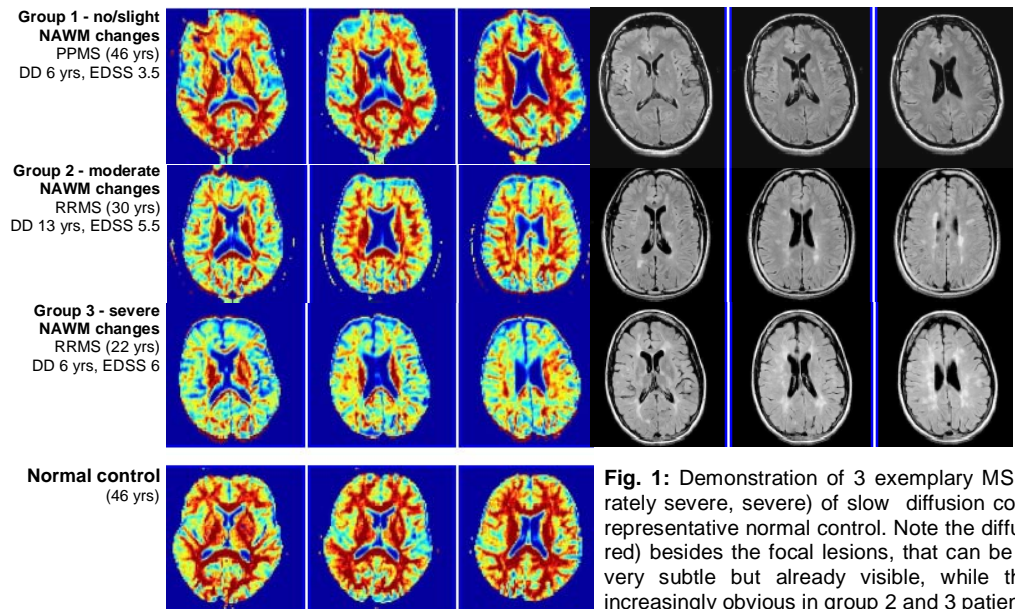 Group 1 - no/slight
NAWM changes
PPMS (46 yrs)
DD 6 yrs, EDSS 3.5
Group 2 - moderate
NAWM changes
RRMS (30 yrs)
DD 13 yrs, EDSS 5.5
Group 3 - severe
NAWM changes
RRMS (22 yrs)
DD 6 yrs, EDSS 6
Normal control
(46 yrs)
Fig. 1: Demonstration of 3 exemplary MS
rately severe, severe) of slow diffusion co
representative normal control. Note the diffu
red) besides the focal lesions, that can be
very subtle but already visible, while th
increasingly obvious in group 2 and 3 patien